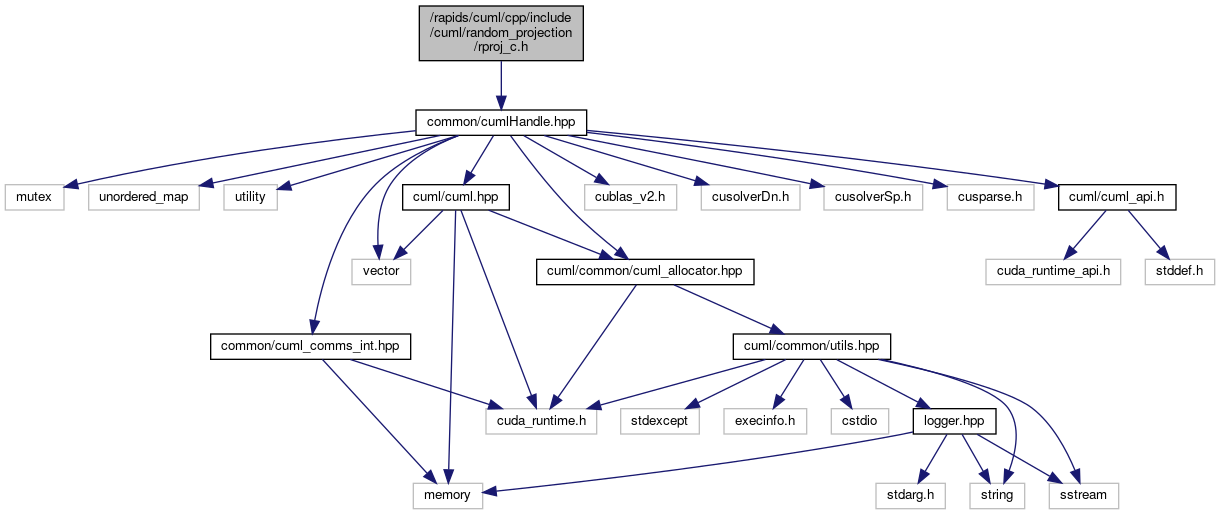 /rapids/cuml/cpp/include
/cuml/random_projection
/rproj_c.h
common/cumlHandle.hpp
mutex
unordered_map
utility
cuml/cuml.hpp
cublas_v2.h
cusolverDn.h
cusolverSp.h
cusparse.h
cuml/cuml_api.h
vector
cuml/common/cuml_allocator.hpp
cuda_runtime_api.h
stddef.h
common/cuml_comms_int.hpp
cuml/common/utils.hpp
cuda_runtime.h
stdexcept
execinfo.h
cstdio
logger.hpp
memory
stdarg.h
string
sstream